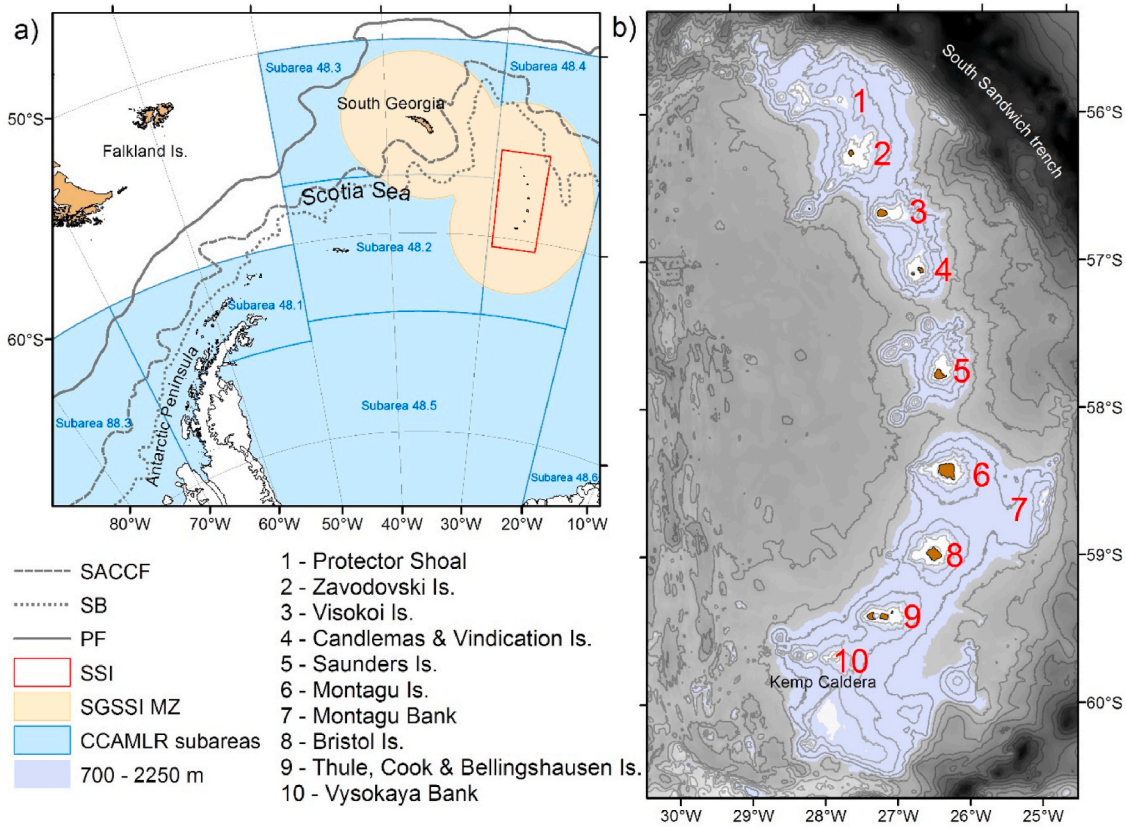 a)
Subarea 48.3
Subarea 48.4
South Georgia
50°S
Falkland Is.
Scotia Sea
Subarea 48.2
Subarea 48.1
60°S
Antarctic Peninsula
Subarea 48.5
Subarea 88.3
Subarea 48.6
80°W
70°W
60°W
50°W
40°W
30°W
20°W
10°W
SACCF
SB
PF
SSI
SGSSI MZ
CCAMLR subareas
700 - 2250 m
1 - Protector Shoal
2 - Zavodovski Is.
3 - Visokoi Is.
4 - Candlemas & Vindication Is.
5 - Saunders Is.
6 - Montagu Is.
7 - Montagu Bank
8 - Bristol Is.
9 - Thule, Cook & Bellingshausen Is.
10 - Vysokaya Bank
b)
South Sandwich trench
1
56°S
2
3
57°S
4
5
58°S
6
7
59°S
8
9
10
Kemp Caldera
60°S
30°W
29°W
28°W
27°W
26°W
25°W